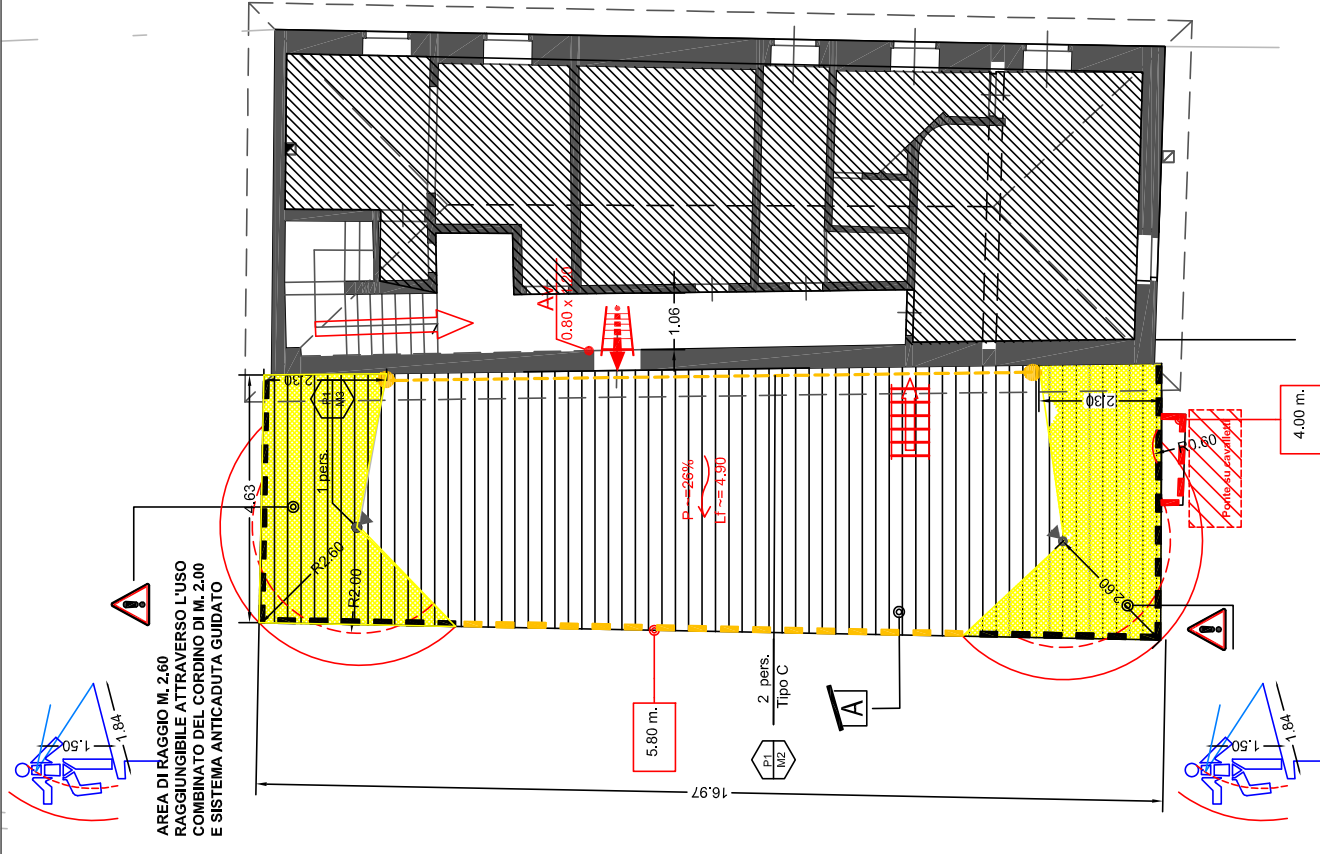 AREA DI RAGGIO M. 2.60
RAGGIUNGIBILE ATTRAVERSO L'USO
COMBINATO DEL CORDINO DI M. 2.00
E SISTEMA ANTICADUTA GUIDATO
1.50
1.84
4.63
2.30
P1
M3
1 pers.
R2.60
R2.00
0.80 x 1.20
1.06
P ~=26%
Lf ~= 4.90
2.30
R0.60
Ponte su cavalletti
4.00 m.
2.60
5.80 m.
2 pers.
Tipo C
P1
M2
A
16.97
1.50
1.84